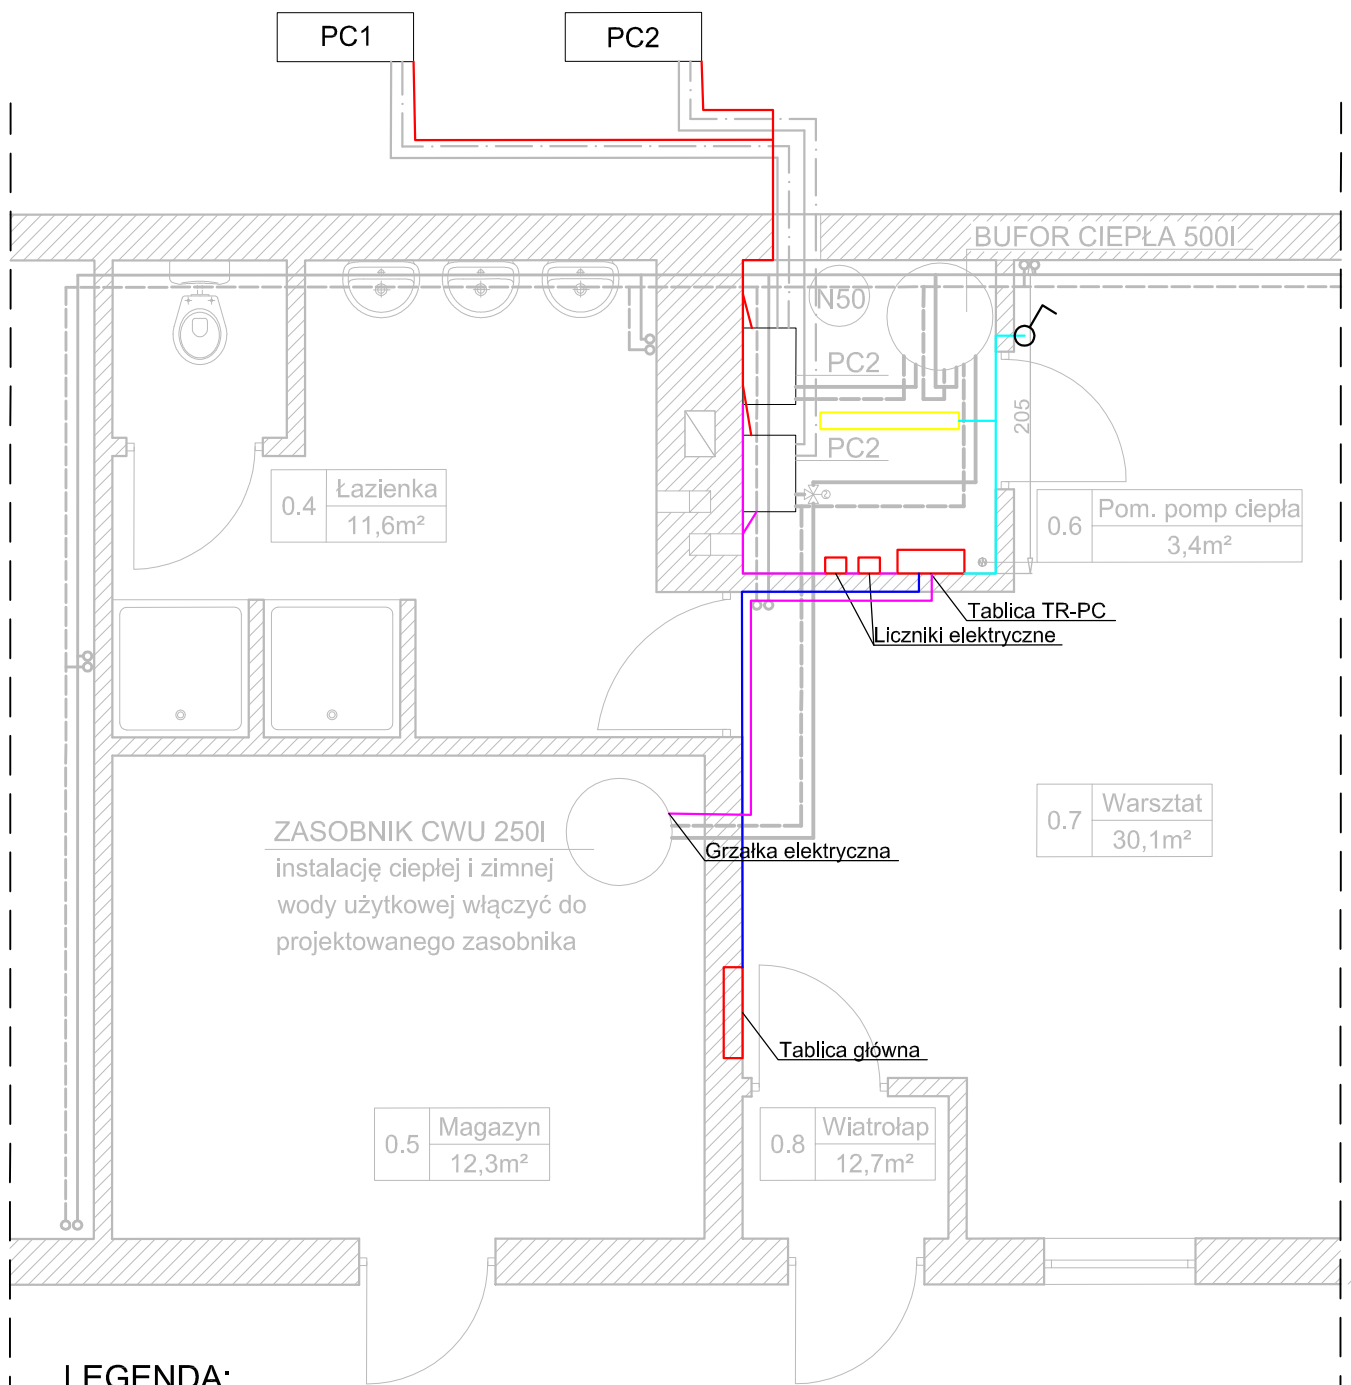 PC1
PC2
BUFOR CIEPŁA 500l
N50
PC2
205
PC2
0.4
Łazienka
11,6m²
0.6
Pom. pomp ciepła
3,4m²
Tablica TR-PC
Liczniki elektryczne
0.7
Warsztat
30,1m²
ZASOBNIK CWU 250l
Grzałka elektryczna
instalację ciepłej i zimnej
wody użytkowej włączyć do
projektowanego zasobnika
Tablica główna
0.5
Magazyn
12,3m²
0.8
Wiatrołap
12,7m²
LEGENDA: